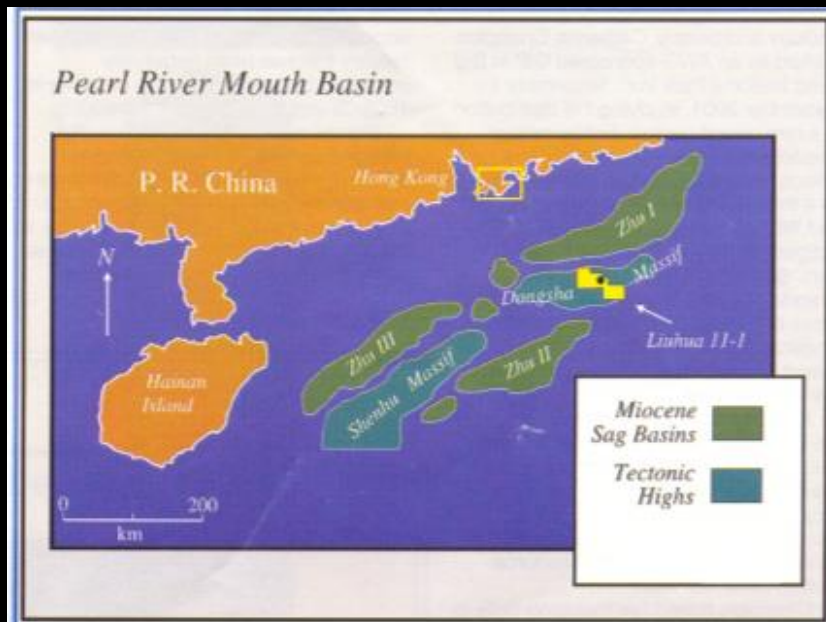 Pearl River Mouth Basin
P. R. China
Hong Kong
N
Zhu I
Dongsha Massif
Liuhua 11-1
Zhu III
Shenhu Massif
Zhu II
Hainan
Island
0 200
km
Miocene
Sag Basins
Tectonic
Highs